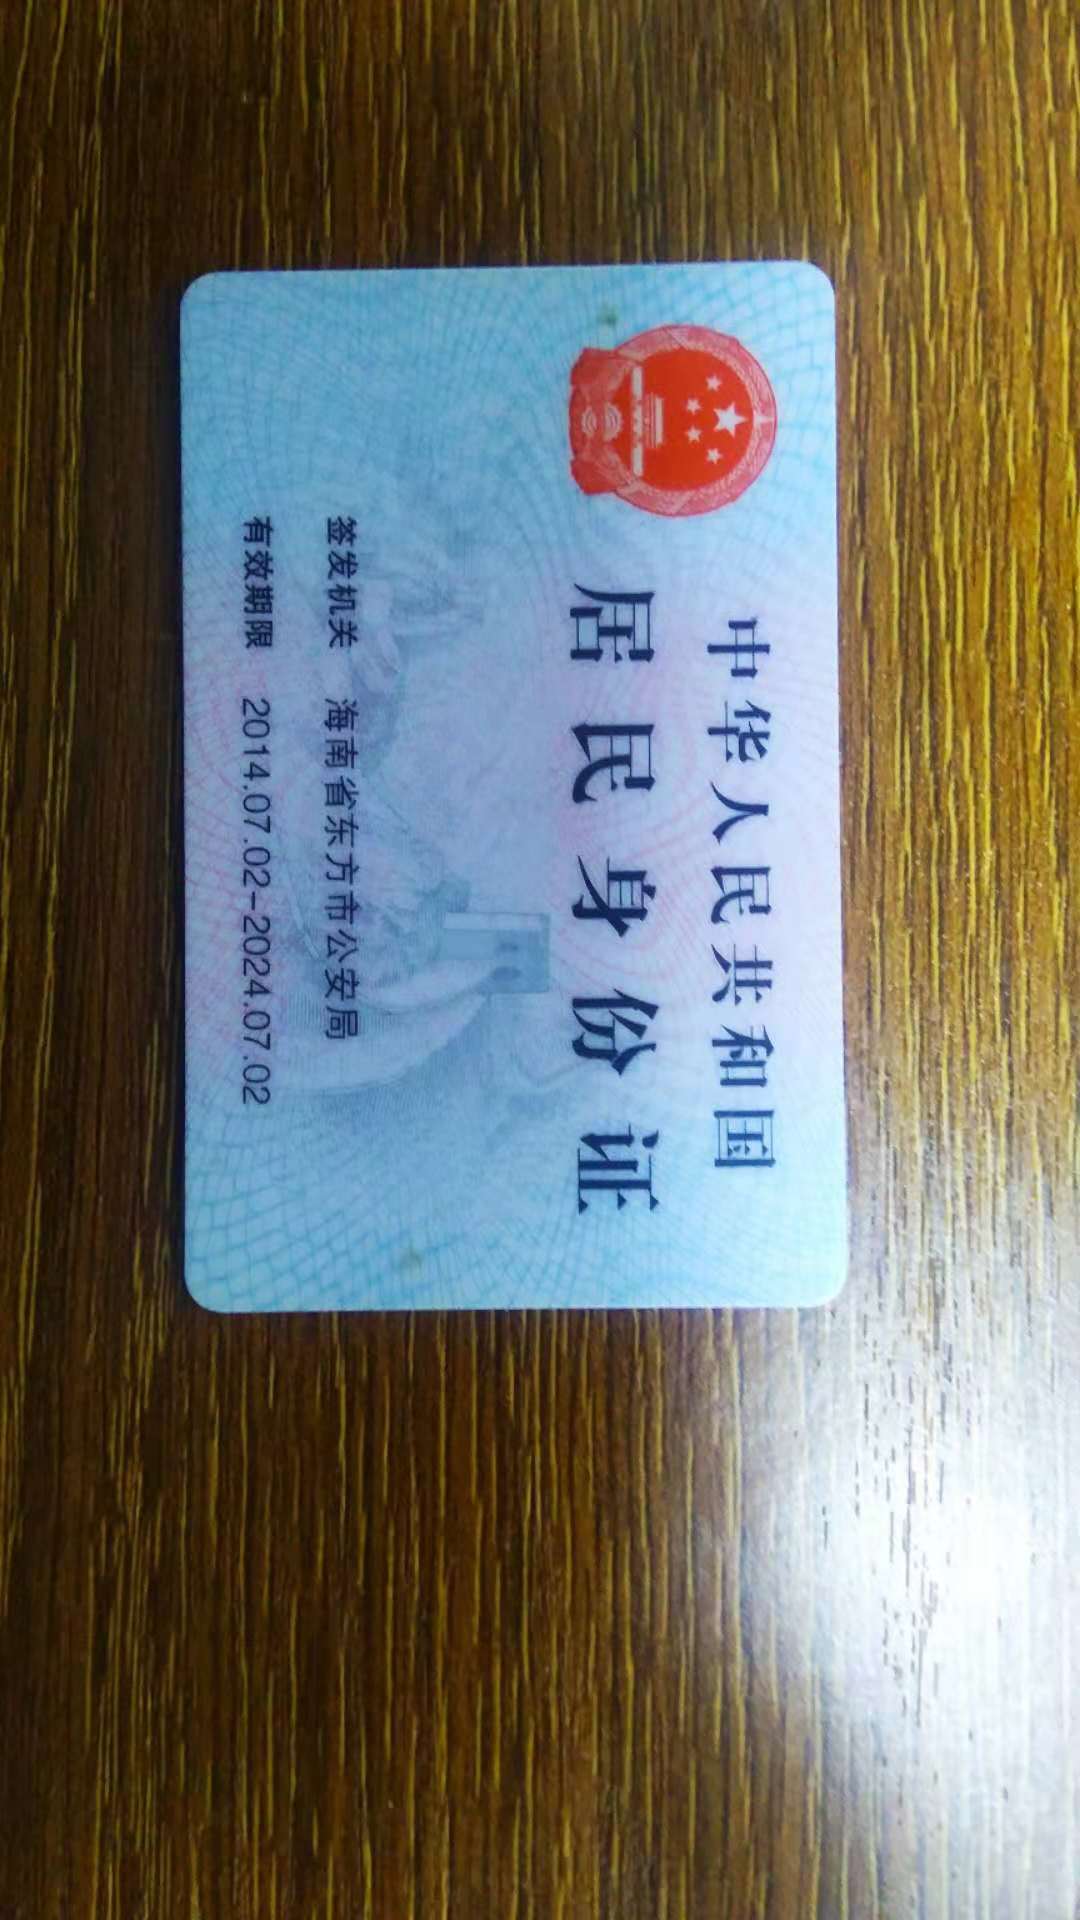 中华人民共和国
居民身份证
签发机关 海南省东方市公安局
有效期限 2014.07.02-2024.07.02